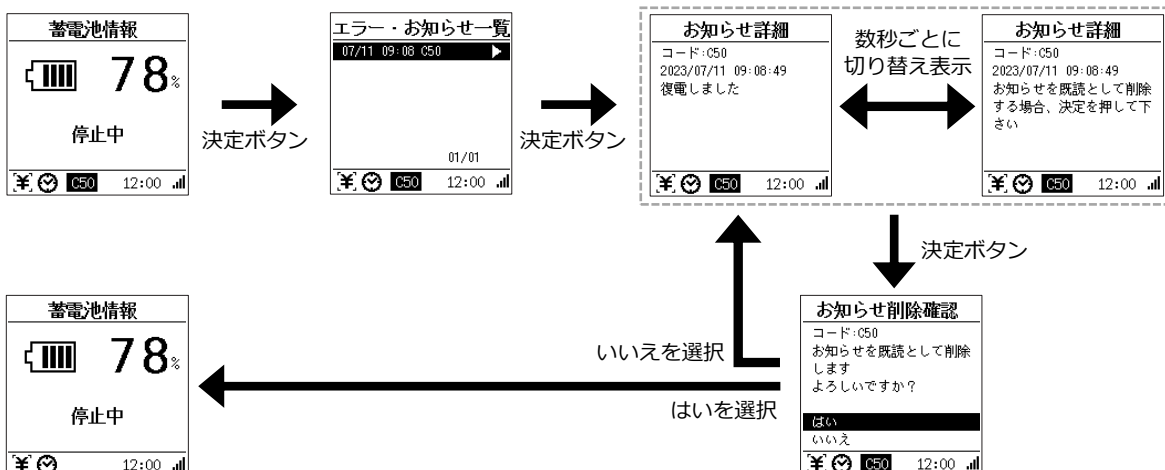 蓄電池情報
78%
停止中
¥ C50 12:00
決定ボタン
エラー・お知らせ一覧
07/11 09:08 C50
01/01
¥ C50 12:00
決定ボタン
お知らせ詳細
コード:C50
2023/07/11 09:08:49
復電しました
¥ C50 12:00
数秒ごとに
切り替え表示
お知らせ詳細
コード:C50
2023/07/11 09:08:49
お知らせを既読として削除
する場合、決定を押して下
さい
¥ C50 12:00
決定ボタン
お知らせ削除確認
コード:C50
お知らせを既読として削除
します
よろしいですか?
はい
いいえ
¥ C50 12:00
いいえを選択
はいを選択
蓄電池情報
78%
停止中
¥ 12:00